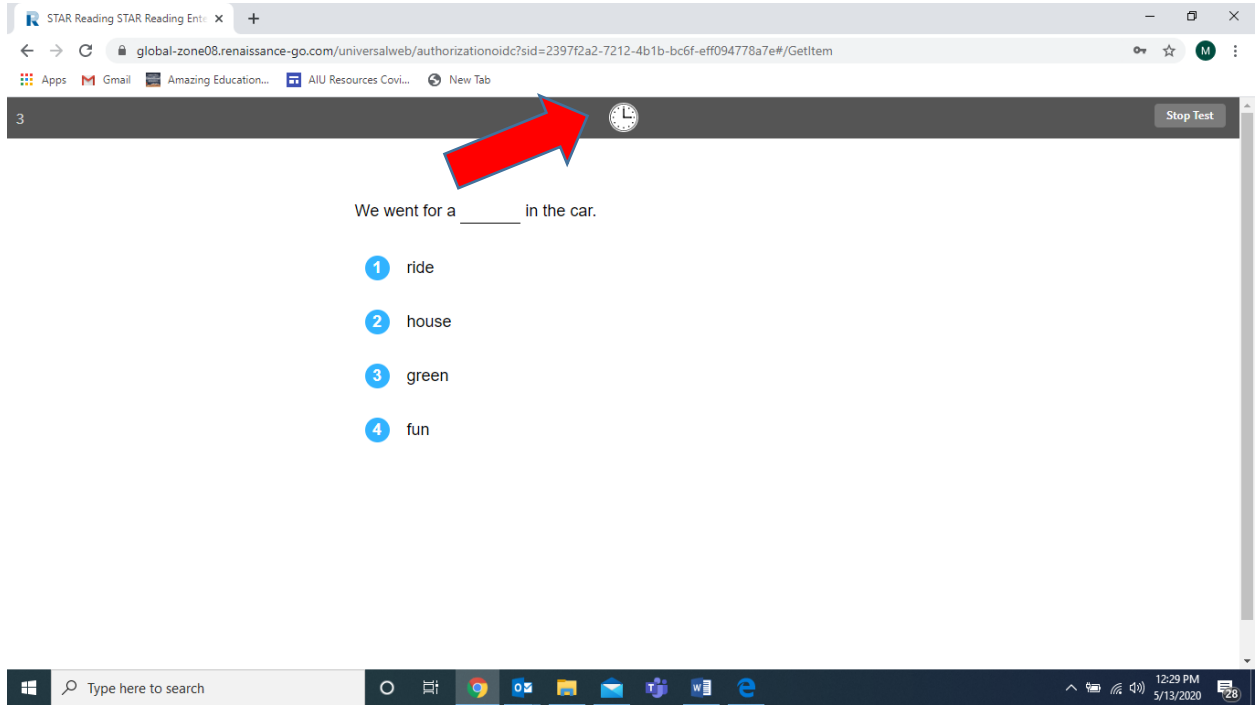 STAR Reading STAR Reading Ente
global-zone08.renaissance-go.com/universalweb/authorizationoidc?sid=2397f2a2-7212-4b1b-bc6f-eff094778a7e#/GetItem
M
Apps Gmail Amazing Education... AIU Resources Covi... New Tab
3
Stop Test
We went for a ______ in the car.
1 ride
2 house
3 green
4 fun
Type here to search
12:29 PM
5/13/2020
28